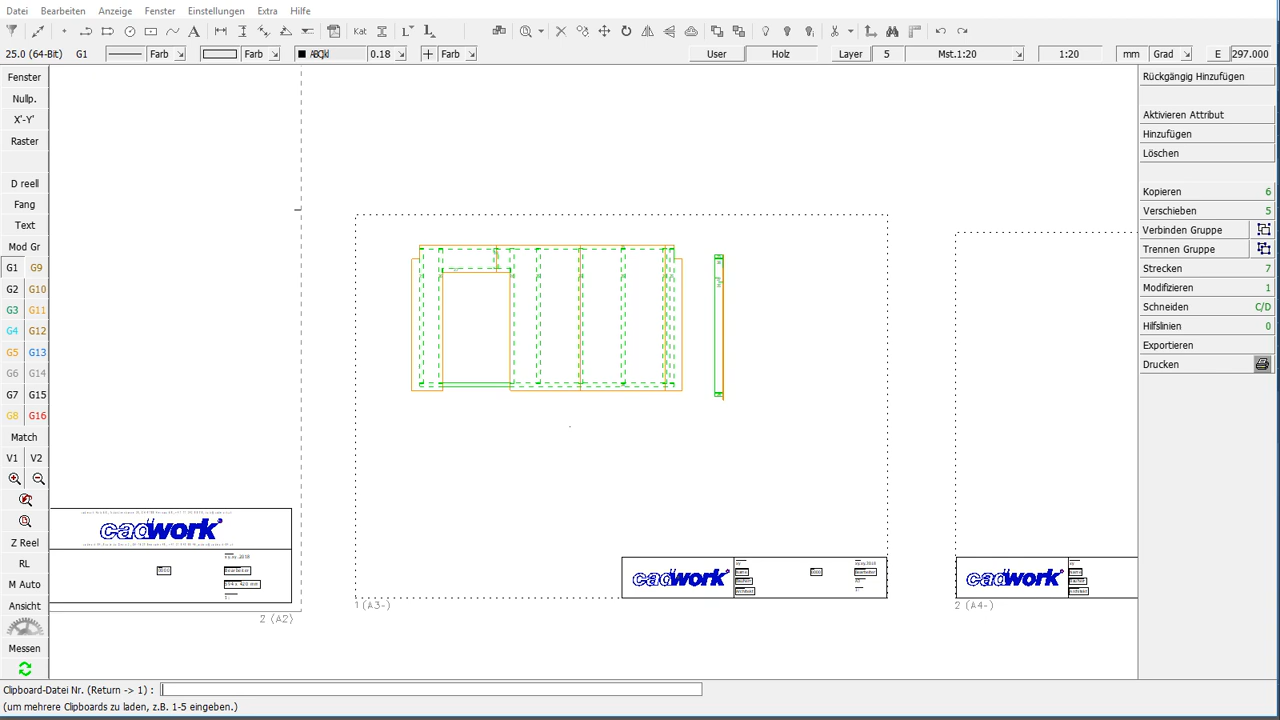 Datei Bearbeiten Anzeige Fenster Einstellungen Extra Hilfe
Kat
25.0 (64-Bit) G1 Farb Farb ABCjkl 0.18 Farb User Holz Layer 5 Mst.1:20 1:20 mm Grad E 297.000
Fenster
Nullp.
X'-Y'
Raster
D reell
Fang
Text
Mod Gr
G1 G9
G2 G10
G3 G11
G4 G12
G5 G13
G6 G14
G7 G15
G8 G16
Match
V1 V2
Z Reel
RL
M Auto
Ansicht
Messen
Rückgängig Hinzufügen
Aktivieren Attribut
Hinzufügen
Löschen
Kopieren 6
Verschieben 5
Verbinden Gruppe
Trennen Gruppe
Strecken 7
Modifizieren 1
Schneiden C/D
Hilfslinien 0
Exportieren
Drucken
cadwork
2 (A2)
cadwork
1 (A3-)
cadwork
2 (A4-)
Clipboard-Datei Nr. (Return -> 1) :
(um mehrere Clipboards zu laden, z.B. 1-5 eingeben.)